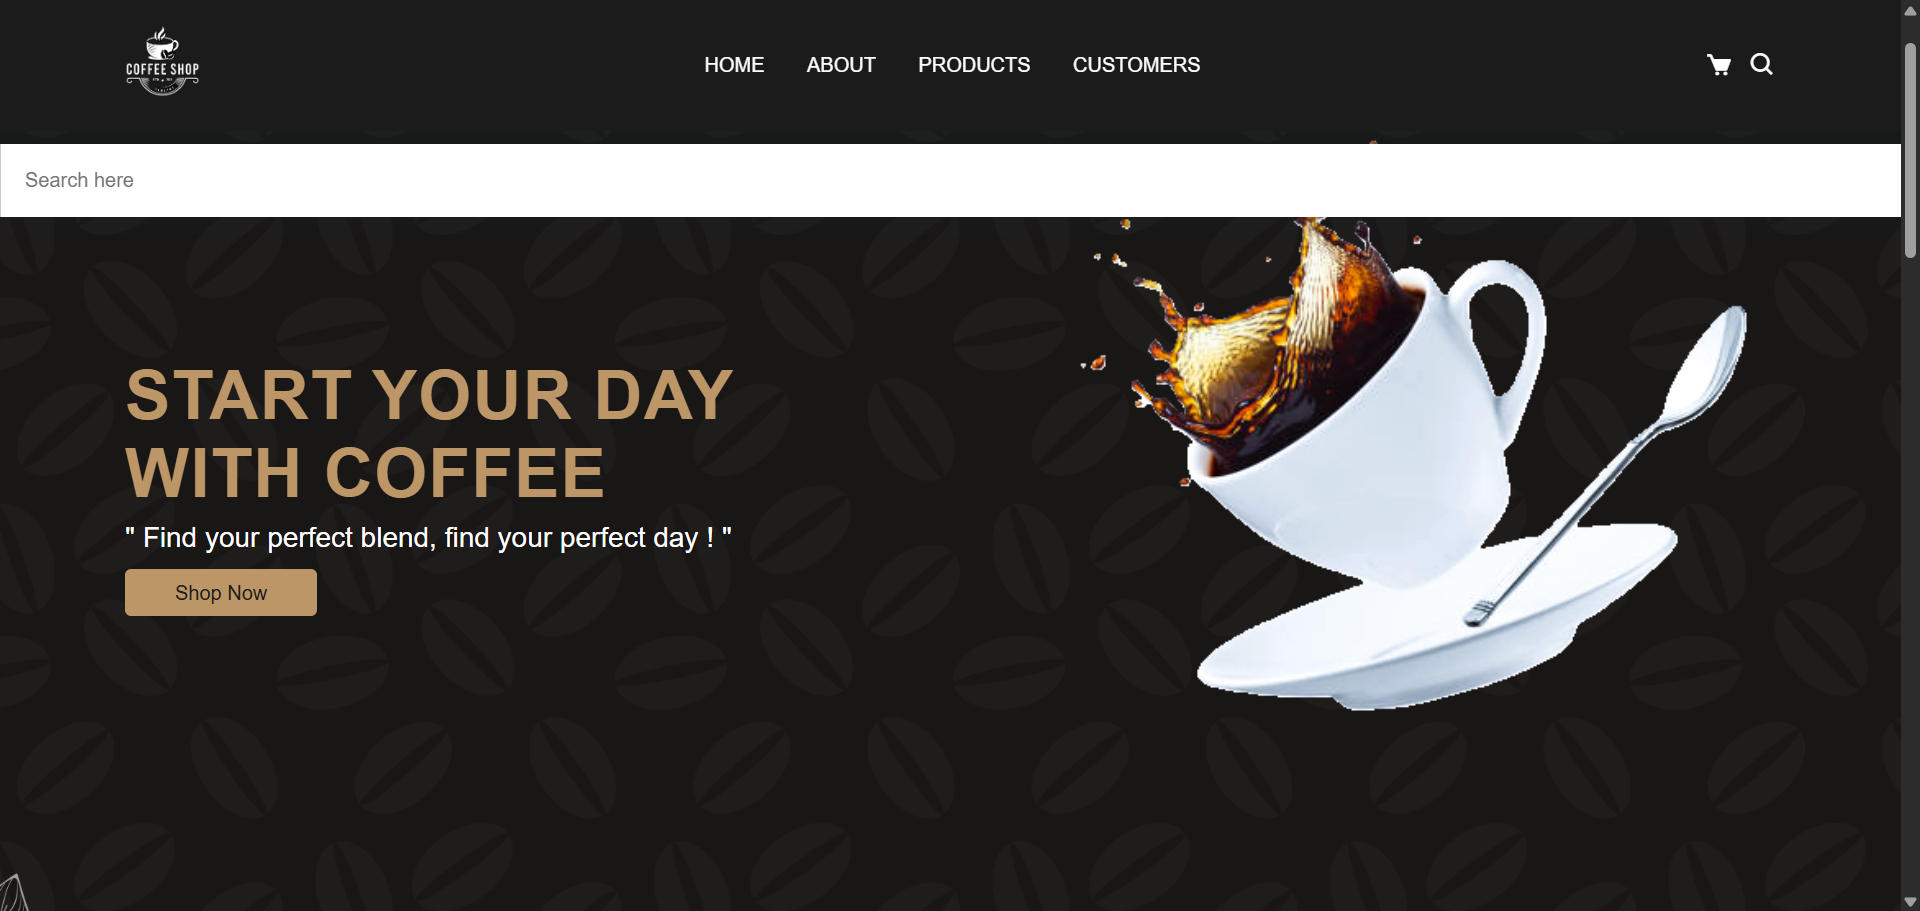 COFFEE SHOP
HOME ABOUT PRODUCTS CUSTOMERS
Search here
START YOUR DAY
WITH COFFEE
" Find your perfect blend, find your perfect day ! "
Shop Now